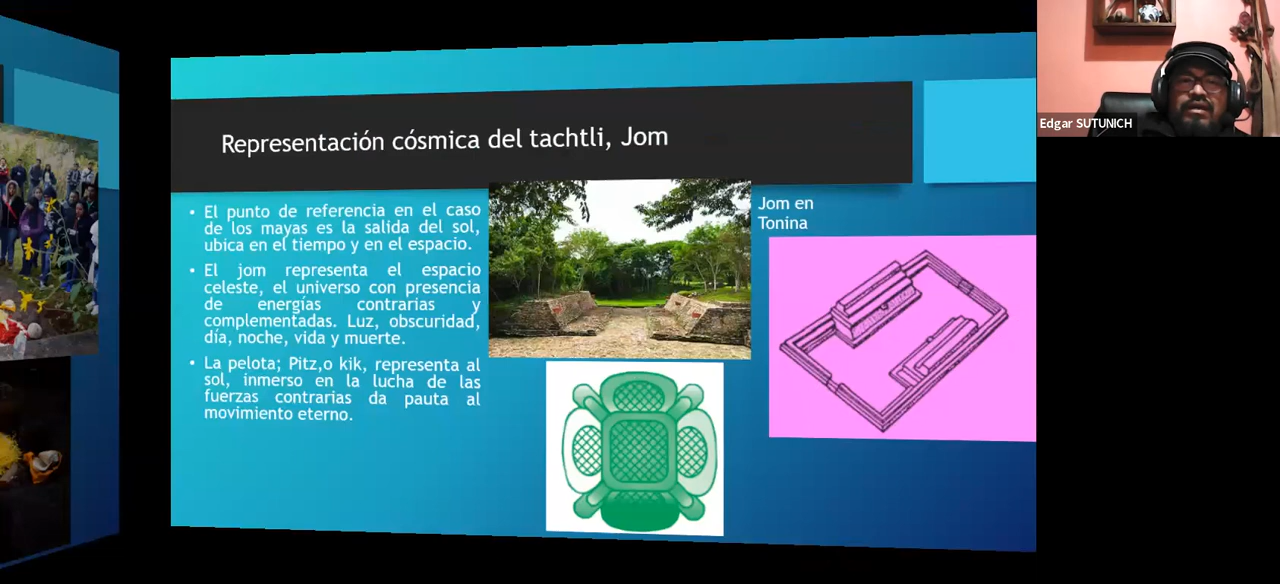 Representación cósmica del tachtli, Jom
• El punto de referencia en el caso
de los mayas es la salida del sol,
ubica en el tiempo y en el espacio.
• El jom representa el espacio
celeste, el universo con presencia
de energías contrarias y
complementadas. Luz, obscuridad,
día, noche, vida y muerte.
• La pelota; Pitz,o kik, representa al
sol, inmerso en la lucha de las
fuerzas contrarias da pauta al
movimiento eterno.
Jom en
Tonina
Edgar SUTUNICH